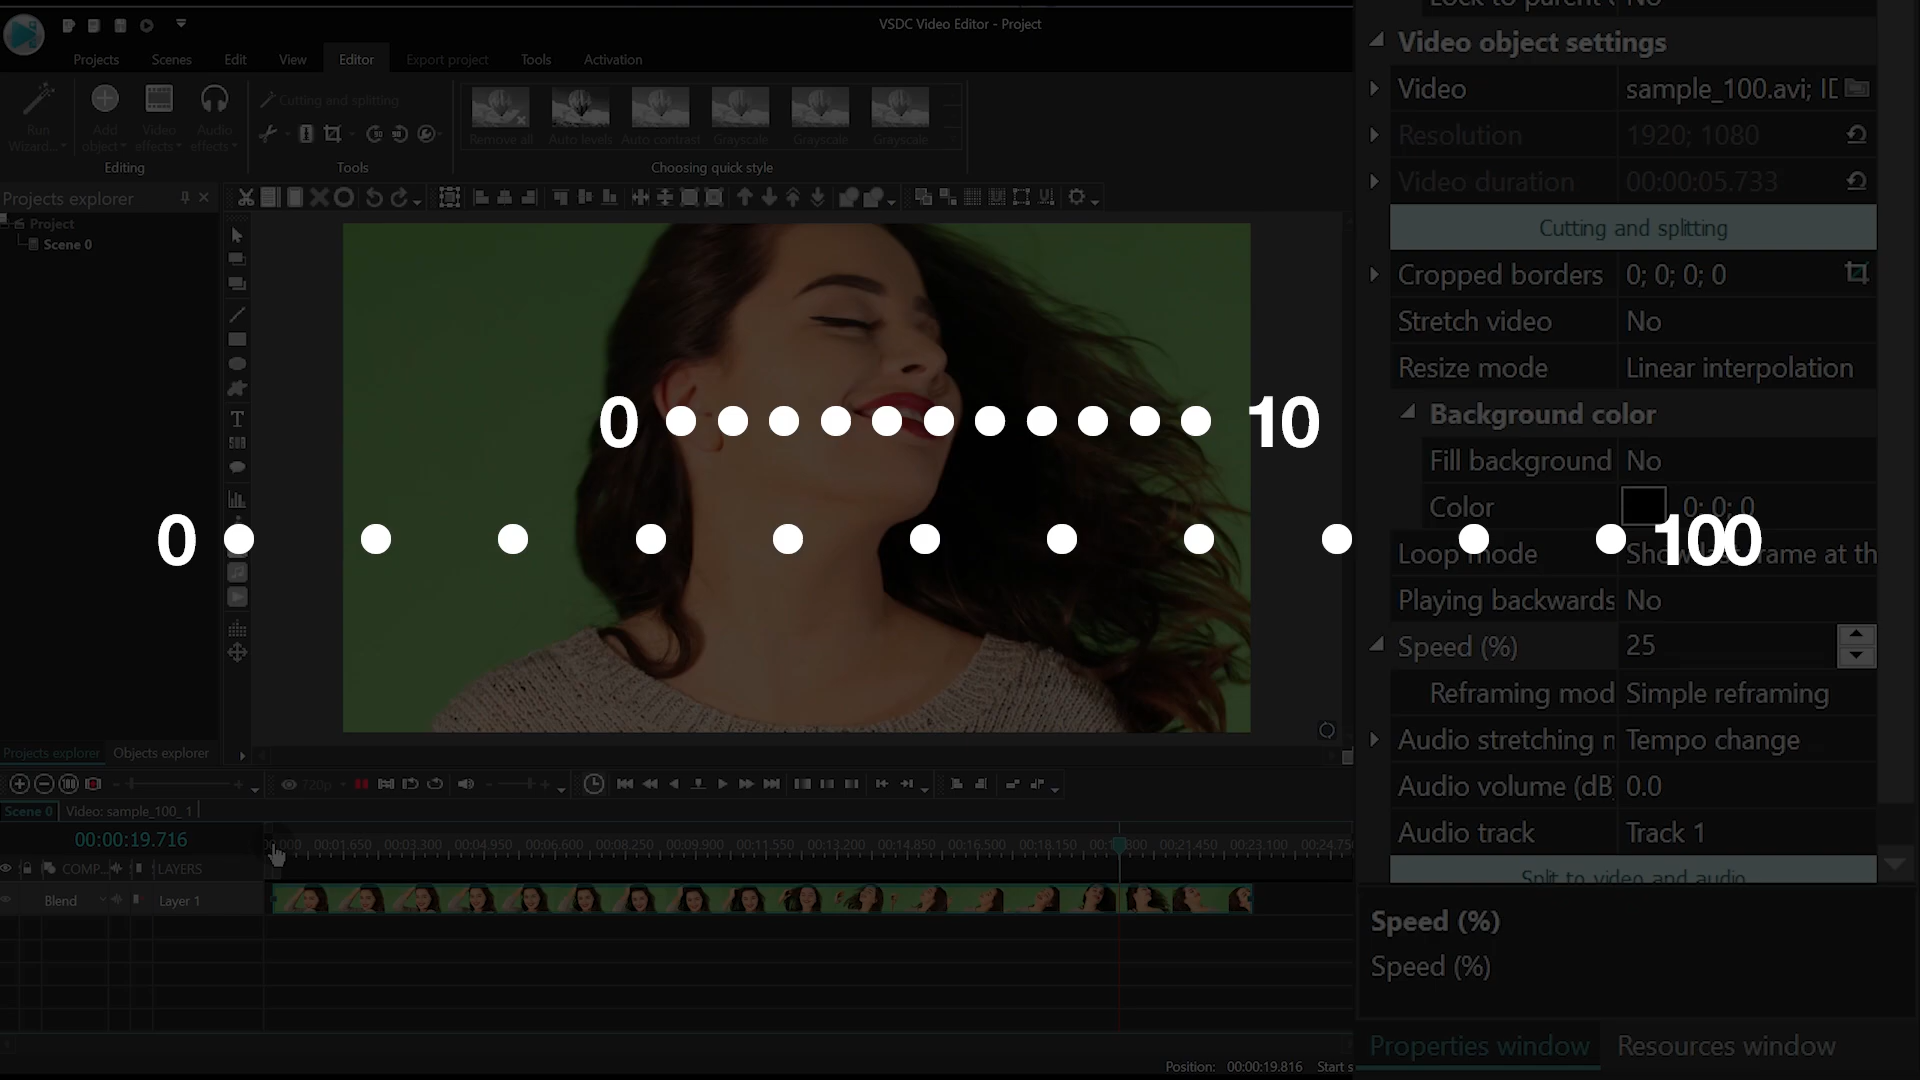 VSDC Video Editor - Project
Projects Scenes Edit View Editor Export project Tools Activation
Cutting and splitting
Run Wizard...
Add object
Video effects
Audio effects
Remove all Auto levels Auto contrast Grayscale Grayscale Grayscale
Editing Tools Choosing quick style
Projects explorer
Project
Scene 0
T
SUB
0 10
0 100
Projects explorer Objects explorer
720p
Scene 0 Video: sample_100_ 1
00:00:19.716
00:01.650 00:03.300 00:04.950 00:06.600 00:08.250 00:09.900 00:11.550 00:13.200 00:14.850 00:16.500 00:18.150 00:21.450 00:23.100 00:24.75
COMP... LAYERS
Blend Layer 1
Position: 00:00:19.816 Start s
Lock to parent No
Video object settings
Video sample_100.avi; ID
Resolution 1920; 1080
Video duration 00:00:05.733
Cutting and splitting
Cropped borders 0; 0; 0; 0
Stretch video No
Resize mode Linear interpolation
Background color
Fill background No
Color 0; 0; 0
Loop mode Show last frame at th
Playing backwards No
Speed (%) 25
Reframing mod Simple reframing
Audio stretching m Tempo change
Audio volume (dB) 0.0
Audio track Track 1
Split to video and audio
Speed (%)
Speed (%)
Properties window Resources window